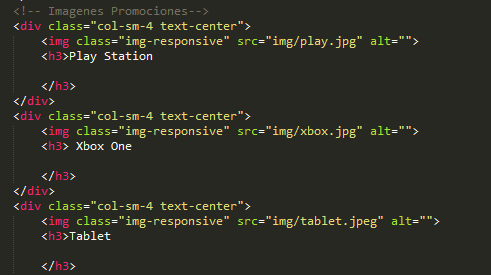 <!-- Imagenes Promociones-->
<div class="col-sm-4 text-center">
<img class="img-responsive" src="img/play.jpg" alt="">
<h3>Play Station
</h3>
</div>
<div class="col-sm-4 text-center">
<img class="img-responsive" src="img/xbox.jpg" alt="">
<h3> Xbox One
</h3>
</div>
<div class="col-sm-4 text-center">
<img class="img-responsive" src="img/tablet.jpeg" alt="">
<h3>Tablet
</h3>